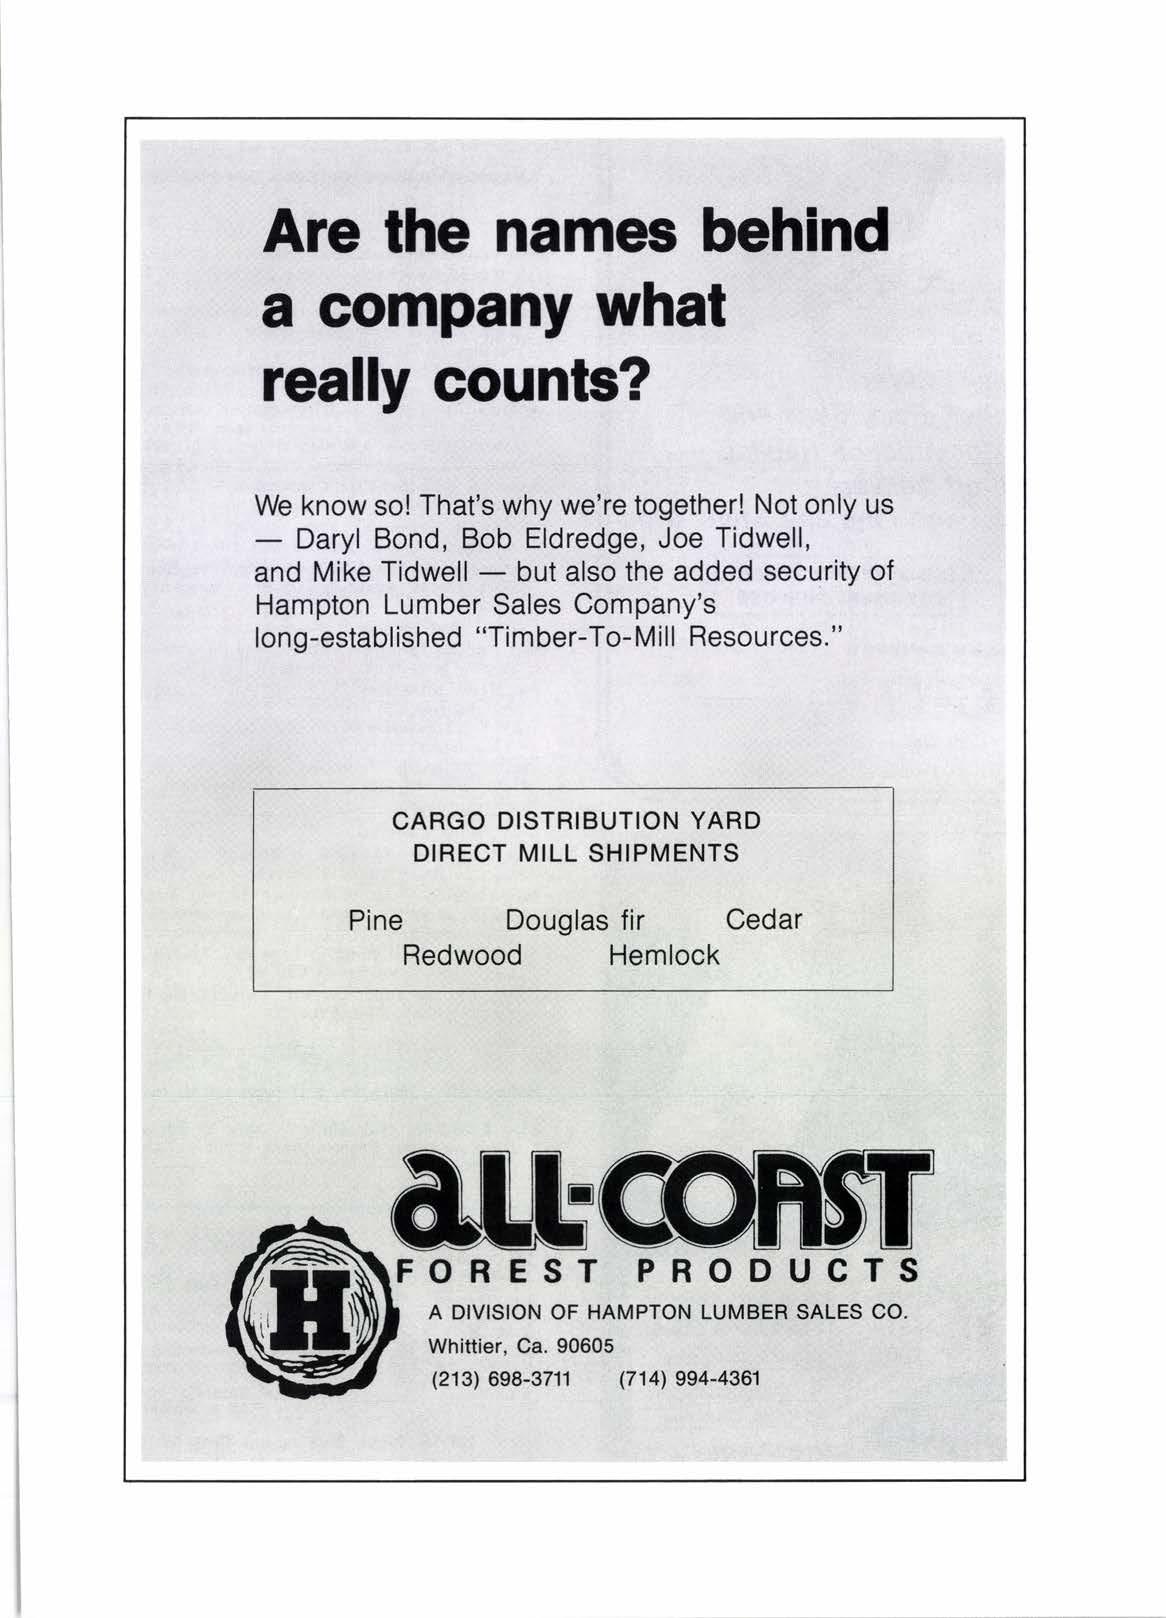 Are the names behind
a company what
really counts?
We know so! That's why we're together! Not only us
— Daryl Bond, Bob Eldredge, Joe Tidwell,
and Mike Tidwell — but also the added security of
Hampton Lumber Sales Company's
long-established "Timber-To-Mill Resources."
CARGO DISTRIBUTION YARD
DIRECT MILL SHIPMENTS
Pine Douglas fir Cedar
Redwood Hemlock
aLL-COAST
FOREST PRODUCTS
H
A DIVISION OF HAMPTON LUMBER SALES CO.
Whittier, Ca. 90605
(213) 698-3711 (714) 994-4361